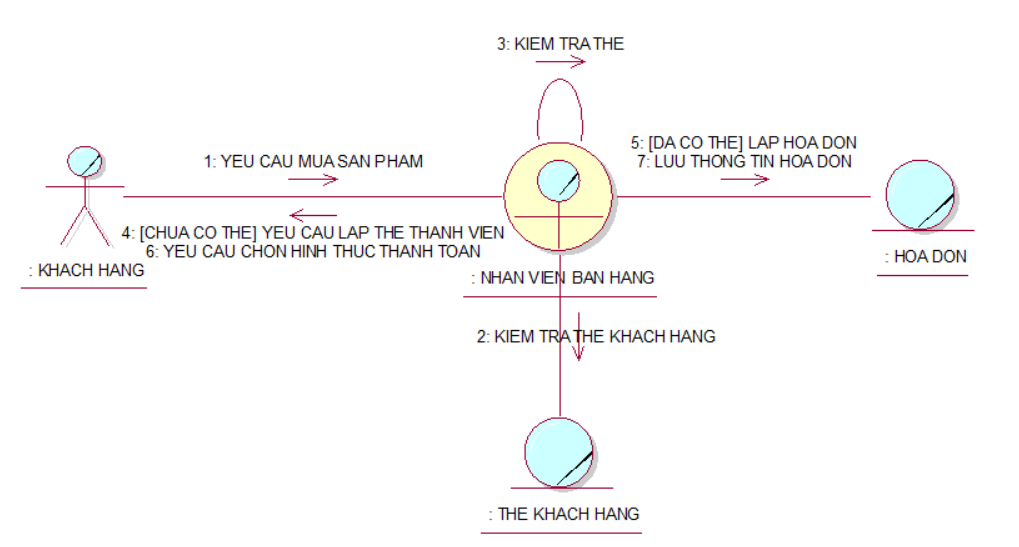 3: KIEM TRA THE
5: [DA CO THE] LAP HOA DON
7: LUU THONG TIN HOA DON
1: YEU CAU MUA SAN PHAM
4: [CHUA CO THE] YEU CAU LAP THE THANH VIEN
6: YEU CAU CHON HINH THUC THANH TOAN
: KHACH HANG
: NHAN VIEN BAN HANG
: HOA DON
2: KIEM TRA THE KHACH HANG
: THE KHACH HANG